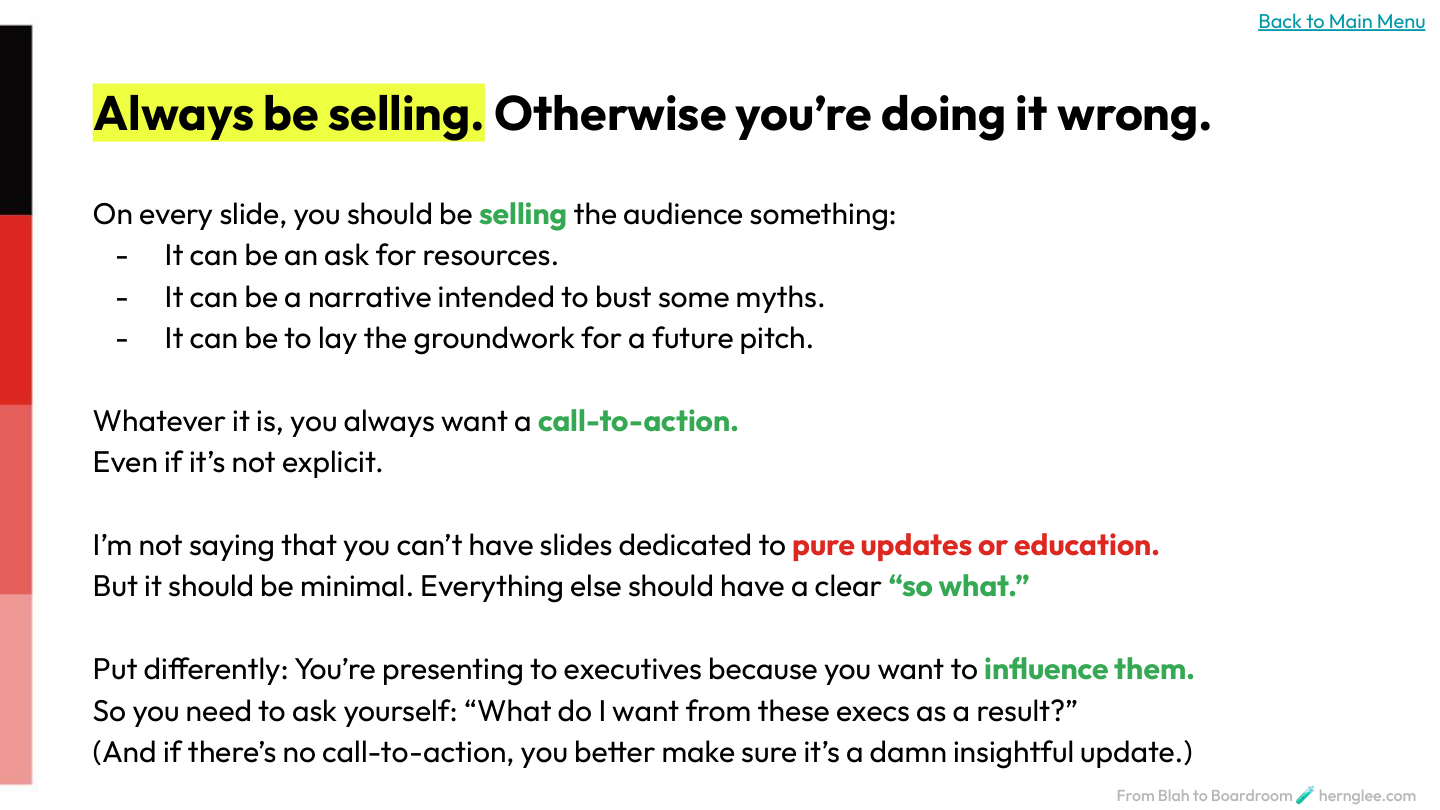 Back to Main Menu
Always be selling. Otherwise you’re doing it wrong.
On every slide, you should be selling the audience something:
- It can be an ask for resources.
- It can be a narrative intended to bust some myths.
- It can be to lay the groundwork for a future pitch.
Whatever it is, you always want a call-to-action.
Even if it’s not explicit.
I’m not saying that you can’t have slides dedicated to pure updates or education.
But it should be minimal. Everything else should have a clear “so what.”
Put differently: You’re presenting to executives because you want to influence them.
So you need to ask yourself: “What do I want from these execs as a result?”
(And if there’s no call-to-action, you better make sure it’s a damn insightful update.)
From Blah to Boardroom 🧪 hernglee.com